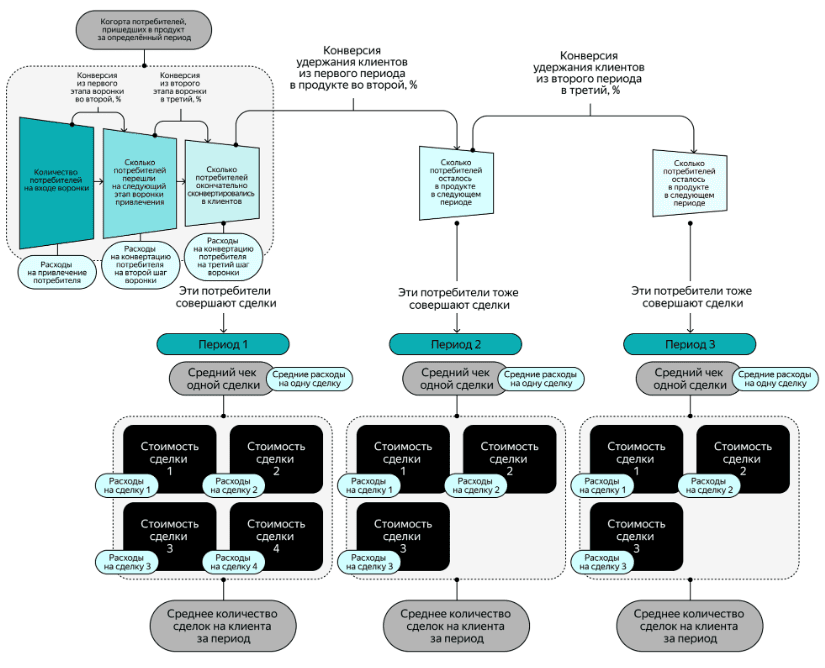 Когорта потребителей,
пришедших в продукт
за определённый период
Конверсия
из первого
этапа воронки
во второй, %
Конверсия
из второго
этапа воронки
в третий, %
Количество
потребителей
на входе воронки
Сколько
потребителей
перешли
на следующий
этап воронки
привлечения
Сколько
потребителей
окончательно
сконвертировались
в клиентов
Расходы
на привлечение
потребителя
Расходы
на конвертацию
потребителя
на второй шаг
воронки
Расходы
на конвертацию
потребителя
на третий шаг
воронки
Конверсия
удержания клиентов
из первого периода
в продукте во второй, %
Конверсия
удержания клиентов
из второго периода
в третий, %
Сколько
потребителей
осталось
в продукте
в следующем
периоде
Сколько
потребителей
осталось
в продукте
в следующем
периоде
Эти потребители
совершают сделки
Эти потребители тоже
совершают сделки
Эти потребители тоже
совершают сделки
Период 1
Средний чек
одной сделки
Средние расходы
на одну сделку
Стоимость
сделки
1
Расходы
на сделку 1
Стоимость
сделки
2
Расходы
на сделку 2
Стоимость
сделки
3
Расходы
на сделку 3
Стоимость
сделки
4
Расходы
на сделку 4
Среднее количество
сделок на клиента
за период
Период 2
Средний чек
одной сделки
Средние расходы
на одну сделку
Стоимость
сделки
1
Расходы
на сделку 1
Стоимость
сделки
2
Расходы
на сделку 2
Стоимость
сделки
3
Расходы
на сделку 3
Среднее количество
сделок на клиента
за период
Период 3
Средний чек
одной сделки
Средние расходы
на одну сделку
Стоимость
сделки
1
Расходы
на сделку 1
Стоимость
сделки
2
Расходы
на сделку 2
Стоимость
сделки
3
Расходы
на сделку 3
Среднее количество
сделок на клиента
за период